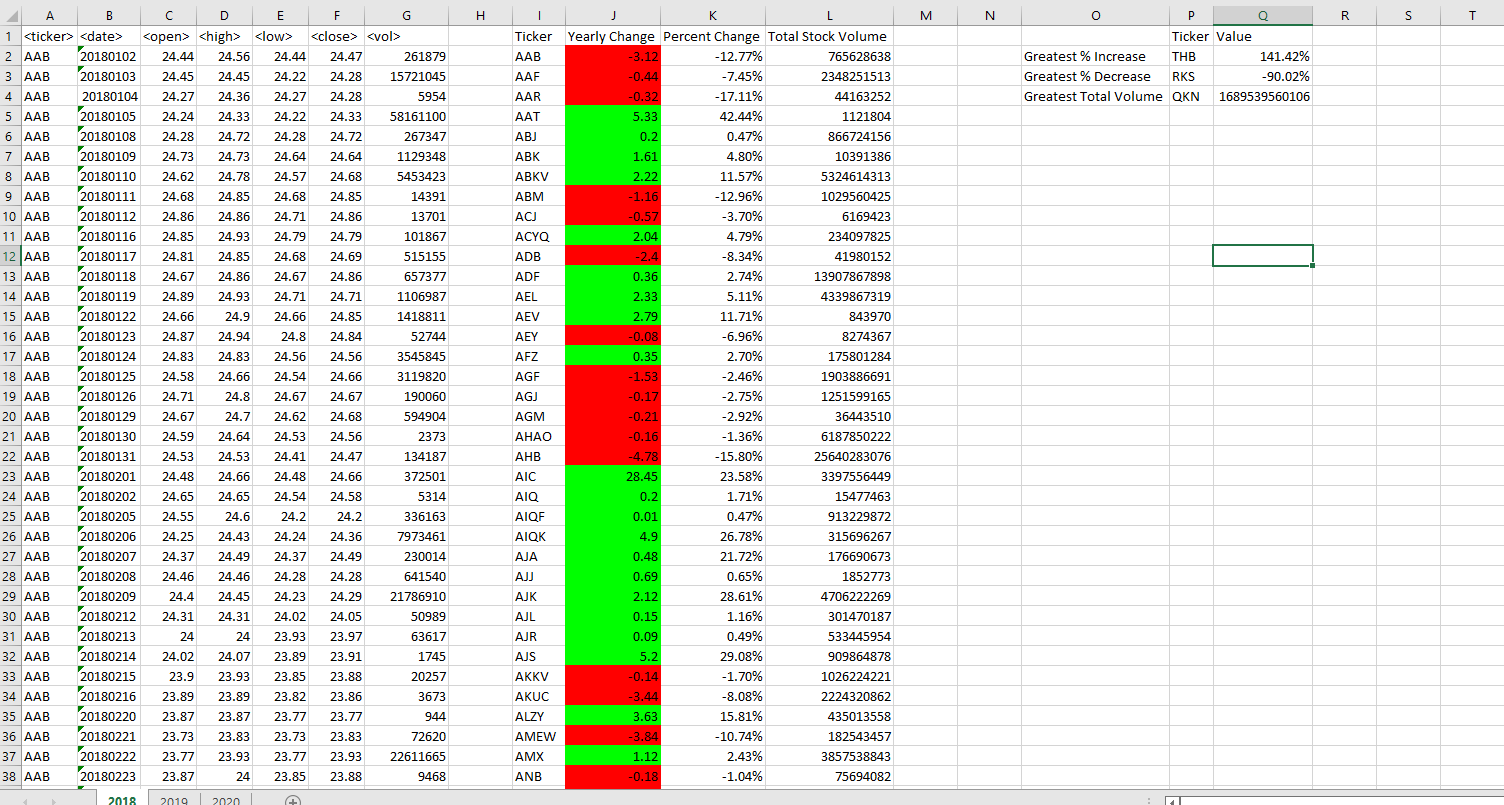 A B C D E F G H I J K L M N O P Q R S T
1 <ticker> <date> <open> <high> <low> <close> <vol> Ticker Yearly Change Percent Change Total Stock Volume Ticker Value
2 AAB 20180102 24.44 24.56 24.44 24.47 261879 AAB -3.12 -12.77% 765628638 Greatest % Increase THB 141.42%
3 AAB 20180103 24.45 24.45 24.22 24.28 15721045 AAF -0.44 -7.45% 2348251513 Greatest % Decrease RKS -90.02%
4 AAB 20180104 24.27 24.36 24.27 24.28 5954 AAR -0.32 -17.11% 44163252 Greatest Total Volume QKN 1689539560106
5 AAB 20180105 24.24 24.33 24.22 24.33 58161100 AAT 5.33 42.44% 1121804
6 AAB 20180108 24.28 24.72 24.28 24.72 267347 ABJ 0.2 0.47% 866724156
7 AAB 20180109 24.73 24.73 24.64 24.64 1129348 ABK 1.61 4.80% 10391386
8 AAB 20180110 24.62 24.78 24.57 24.68 5453423 ABKV 2.22 11.57% 5324614313
9 AAB 20180111 24.68 24.85 24.68 24.85 14391 ABM -1.16 -12.96% 1029560425
10 AAB 20180112 24.86 24.86 24.71 24.86 13701 ACJ -0.57 -3.70% 6169423
11 AAB 20180116 24.85 24.93 24.79 24.79 101867 ACYQ 2.04 4.79% 234097825
12 AAB 20180117 24.81 24.85 24.68 24.69 515155 ADB -2.4 -8.34% 41980152
13 AAB 20180118 24.67 24.86 24.67 24.86 657377 ADF 0.36 2.74% 13907867898
14 AAB 20180119 24.89 24.93 24.71 24.71 1106987 AEL 2.33 5.11% 4339867319
15 AAB 20180122 24.66 24.9 24.66 24.85 1418811 AEV 2.79 11.71% 843970
16 AAB 20180123 24.87 24.94 24.8 24.84 52744 AEY -0.08 -6.96% 8274367
17 AAB 20180124 24.83 24.83 24.56 24.56 3545845 AFZ 0.35 2.70% 175801284
18 AAB 20180125 24.58 24.66 24.54 24.66 3119820 AGF -1.53 -2.46% 1903886691
19 AAB 20180126 24.71 24.8 24.67 24.67 190060 AGJ -0.17 -2.75% 1251599165
20 AAB 20180129 24.67 24.7 24.62 24.68 594904 AGM -0.21 -2.92% 36443510
21 AAB 20180130 24.59 24.64 24.53 24.56 2373 AHAO -0.16 -1.36% 6187850222
22 AAB 20180131 24.53 24.53 24.41 24.47 134187 AHB -4.78 -15.80% 25640283076
23 AAB 20180201 24.48 24.66 24.48 24.66 372501 AIC 28.45 23.58% 3397556449
24 AAB 20180202 24.65 24.65 24.54 24.58 5314 AIQ 0.2 1.71% 15477463
25 AAB 20180205 24.55 24.6 24.2 24.2 336163 AIQF 0.01 0.47% 913229872
26 AAB 20180206 24.25 24.43 24.24 24.36 7973461 AIQK 4.9 26.78% 315696267
27 AAB 20180207 24.37 24.49 24.37 24.49 230014 AJA 0.48 21.72% 176690673
28 AAB 20180208 24.46 24.46 24.28 24.28 641540 AJJ 0.69 0.65% 1852773
29 AAB 20180209 24.4 24.45 24.23 24.29 21786910 AJK 2.12 28.61% 4706222269
30 AAB 20180212 24.31 24.31 24.02 24.05 50989 AJL 0.15 1.16% 301470187
31 AAB 20180213 24 24 23.93 23.97 63617 AJR 0.09 0.49% 533445954
32 AAB 20180214 24.02 24.07 23.89 23.91 1745 AJS 5.2 29.08% 909864878
33 AAB 20180215 23.9 23.93 23.85 23.88 20257 AKKV -0.14 -1.70% 1026224221
34 AAB 20180216 23.89 23.89 23.82 23.86 3673 AKUC -3.44 -8.08% 2224320862
35 AAB 20180220 23.87 23.87 23.77 23.77 944 ALZY 3.63 15.81% 435013558
36 AAB 20180221 23.73 23.83 23.73 23.83 72620 AMEW -3.84 -10.74% 182543457
37 AAB 20180222 23.77 23.93 23.77 23.93 22611665 AMX 1.12 2.43% 3857538843
38 AAB 20180223 23.87 24 23.85 23.88 9468 ANB -0.18 -1.04% 75694082
2018 2019 2020